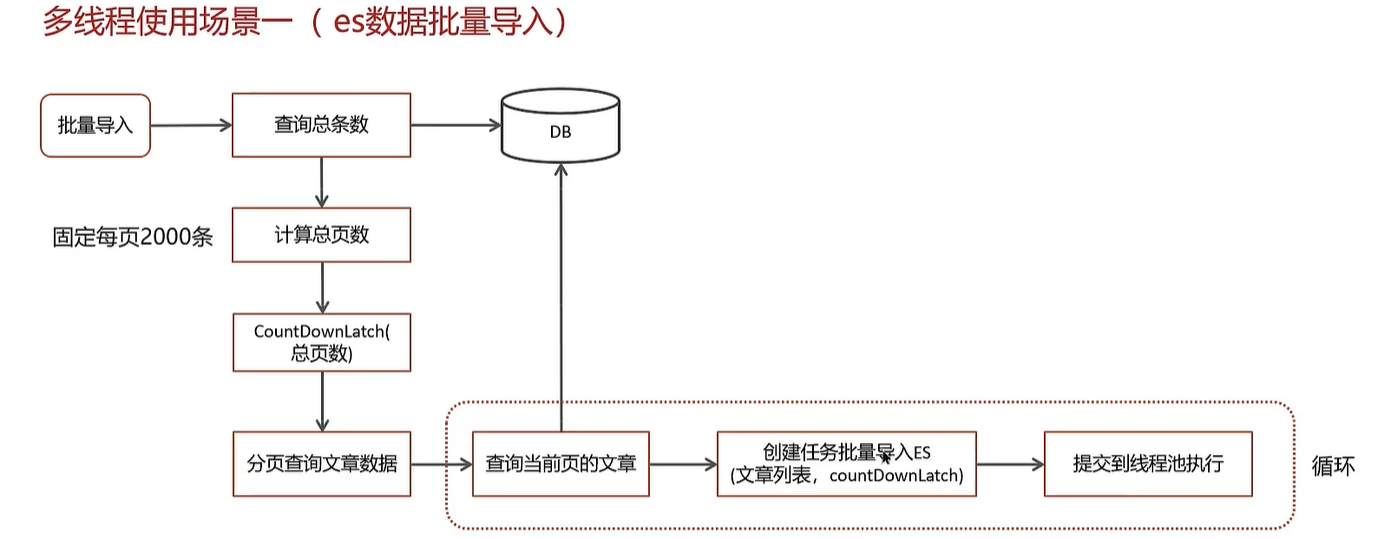 多线程使用场景一（es数据批量导入）
批量导入
查询总条数
DB
固定每页2000条
计算总页数
CountDownLatch(
总页数)
分页查询文章数据
查询当前页的文章
创建任务批量导入ES
(文章列表，countDownLatch)
提交到线程池执行
循环